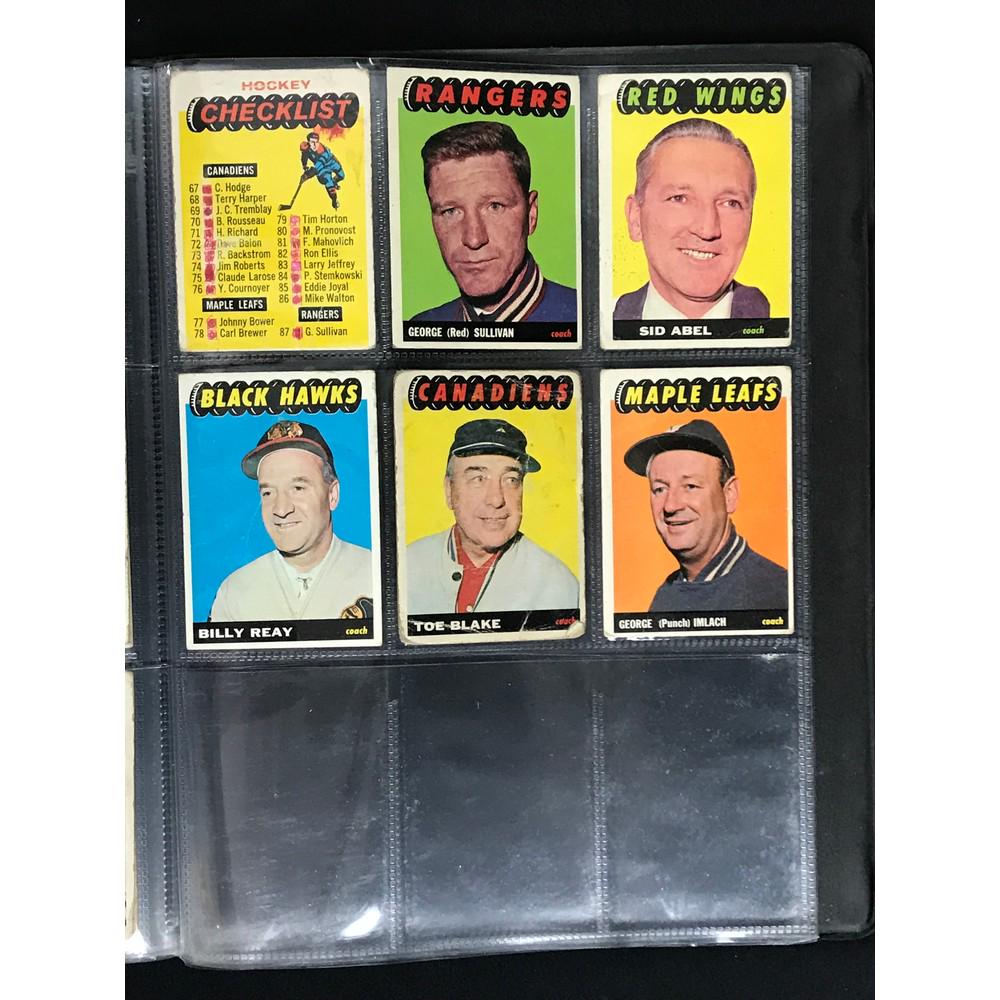 HOCKEY
CHECKLIST
CANADIENS
67 C. Hodge
68 Terry Harper
69 J. C. Tremblay
70 B. Rousseau
71 H. Richard
72 Dave Balon
73 R. Backstrom
74 Jim Roberts
75 Claude Larose
76 Y. Cournoyer
MAPLE LEAFS
77 Johnny Bower
78 Carl Brewer
79 Tim Horton
80 M. Pronovost
81 F. Mahovlich
82 Ron Ellis
83 Larry Jeffrey
84 P. Stemkowski
85 Eddie Joyal
86 Mike Walton
RANGERS
87 G. Sullivan
RANGERS
GEORGE (Red) SULLIVAN coach
RED WINGS
SID ABEL coach
BLACK HAWKS
BILLY REAY coach
CANADIENS
TOE BLAKE coach
MAPLE LEAFS
GEORGE (Punch) IMLACH coach